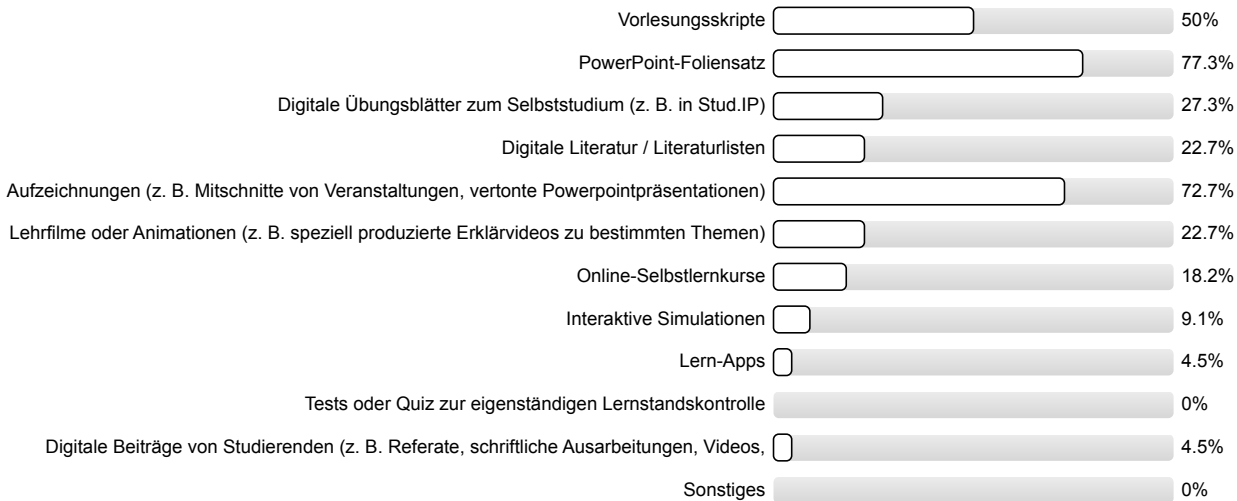 Vorlesungsskripte 50%
PowerPoint-Foliensatz 77.3%
Digitale Übungsblätter zum Selbststudium (z. B. in Stud.IP) 27.3%
Digitale Literatur / Literaturlisten 22.7%
Aufzeichnungen (z. B. Mitschnitte von Veranstaltungen, vertonte Powerpointpräsentationen) 72.7%
Lehrfilme oder Animationen (z. B. speziell produzierte Erklärvideos zu bestimmten Themen) 22.7%
Online-Selbstlernkurse 18.2%
Interaktive Simulationen 9.1%
Lern-Apps 4.5%
Tests oder Quiz zur eigenständigen Lernstandskontrolle 0%
Digitale Beiträge von Studierenden (z. B. Referate, schriftliche Ausarbeitungen, Videos, 4.5%
Sonstiges 0%